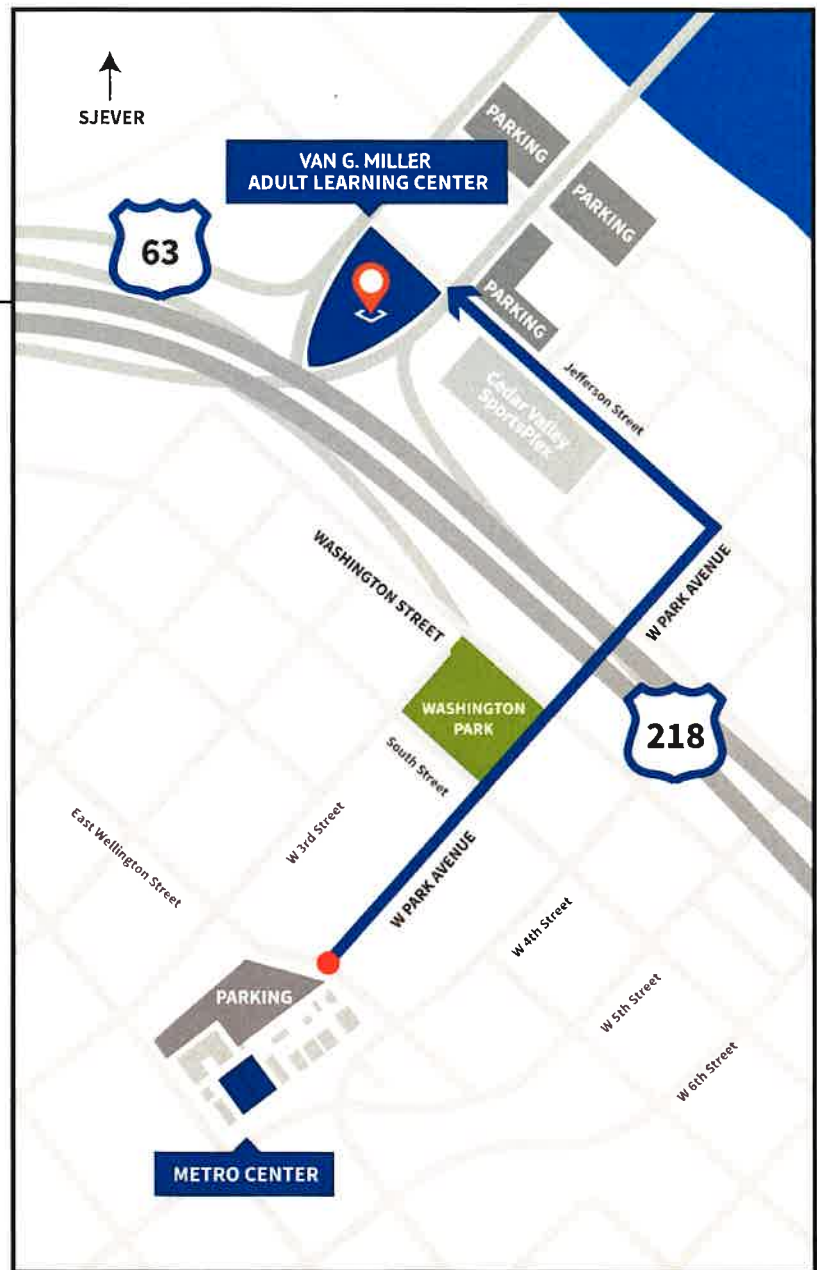 SJEVER
PARKING
VAN G. MILLER
ADULT LEARNING CENTER
PARKING
63
PARKING
Jefferson Street
Cedar Valley
SportsPlex
WASHINGTON STREET
W PARK AVENUE
WASHINGTON
PARK
218
South Street
East Wellington Street
W 3rd Street
W PARK AVENUE
W 4th Street
PARKING
W 5th Street
W 6th Street
METRO CENTER